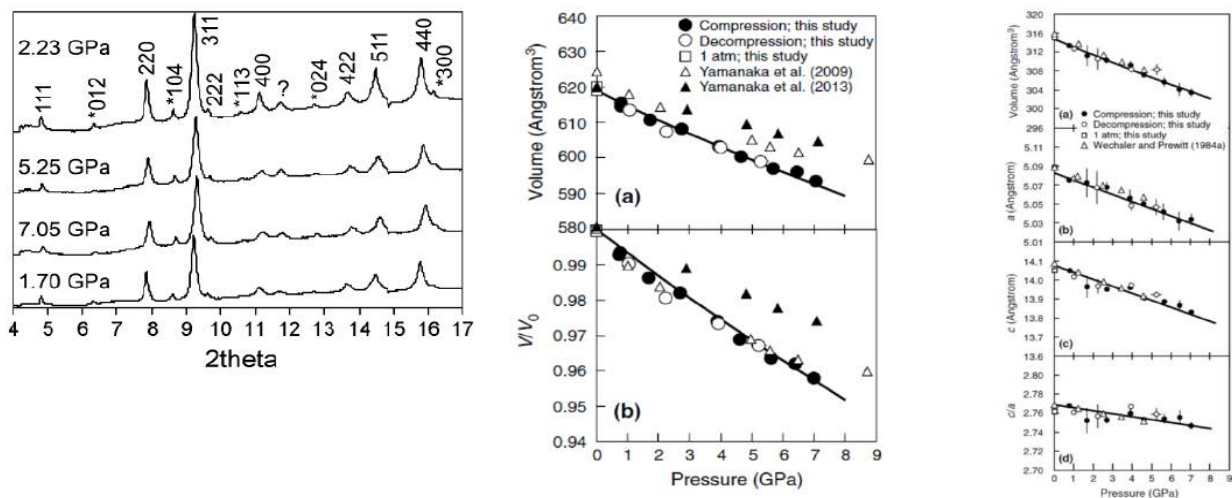 2.23 GPa
5.25 GPa
7.05 GPa
1.70 GPa
111
*012
220
*104
311
222
*113
400
?
*024
422
511
440
*300
4 5 6 7 8 9 10 11 12 13 14 15 16 17
2theta
Compression; this study
Decompression; this study
1 atm; this study
Yamanaka et al. (2009)
Yamanaka et al. (2013)
Volume (Angstrom³)
640
630
620
610
600
590
580
(a)
V/V₀
0.99
0.98
0.97
0.96
0.95
0.94
(b)
0 1 2 3 4 5 6 7 8 9
Pressure (GPa)
Volume (Angstrom³)
320
316
312
308
304
300
296
(a)
Compression; this study
Decompression; this study
1 atm; this study
Wechsler and Prewitt (1984a)
a (Angstrom)
5.11
5.09
5.07
5.05
5.03
5.01
(b)
c (Angstrom)
14.1
14.0
13.9
13.8
13.7
13.6
(c)
c/a
2.80
2.78
2.76
2.74
2.72
2.70
(d)
0 1 2 3 4 5 6 7 8
Pressure (GPa)